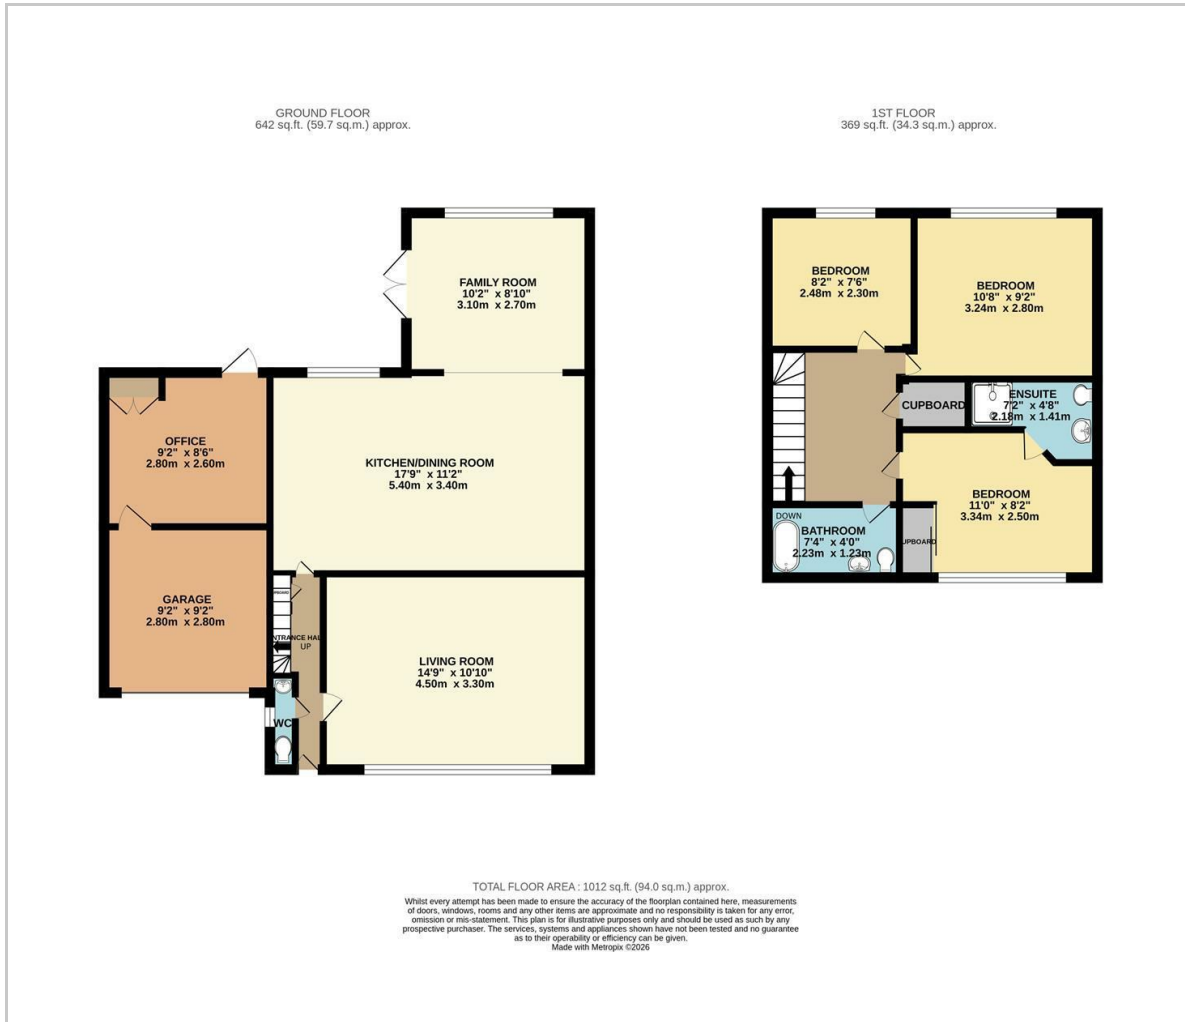 GROUND FLOOR
642 sq.ft. (59.7 sq.m.) approx.
1ST FLOOR
369 sq.ft. (34.3 sq.m.) approx.
FAMILY ROOM
10'2" x 8'10"
3.10m x 2.70m
OFFICE
9'2" x 8'6"
2.80m x 2.60m
KITCHEN/DINING ROOM
17'9" x 11'2"
5.40m x 3.40m
GARAGE
9'2" x 9'2"
2.80m x 2.80m
UP
LIVING ROOM
14'9" x 10'10"
4.50m x 3.30m
WC
BEDROOM
8'2" x 7'6"
2.48m x 2.30m
BEDROOM
10'8" x 9'2"
3.24m x 2.80m
CUPBOARD
ENSUITE
7'2" x 4'8"
2.18m x 1.41m
BEDROOM
11'0" x 8'2"
3.34m x 2.50m
DOWN
BATHROOM
7'4" x 4'0"
2.23m x 1.23m
UPBOARD
TOTAL FLOOR AREA : 1012 sq.ft. (94.0 sq.m.) approx.
Whilst every attempt has been made to ensure the accuracy of the floorplan contained here, measurements
of doors, windows, rooms and any other items are approximate and no responsibility is taken for any error,
omission or mis-statement. This plan is for illustrative purposes only and should be used as such by any
prospective purchaser. The services, systems and appliances shown have not been tested and no guarantee
as to their operability or efficiency can be given.
Made with Metropix ©2026